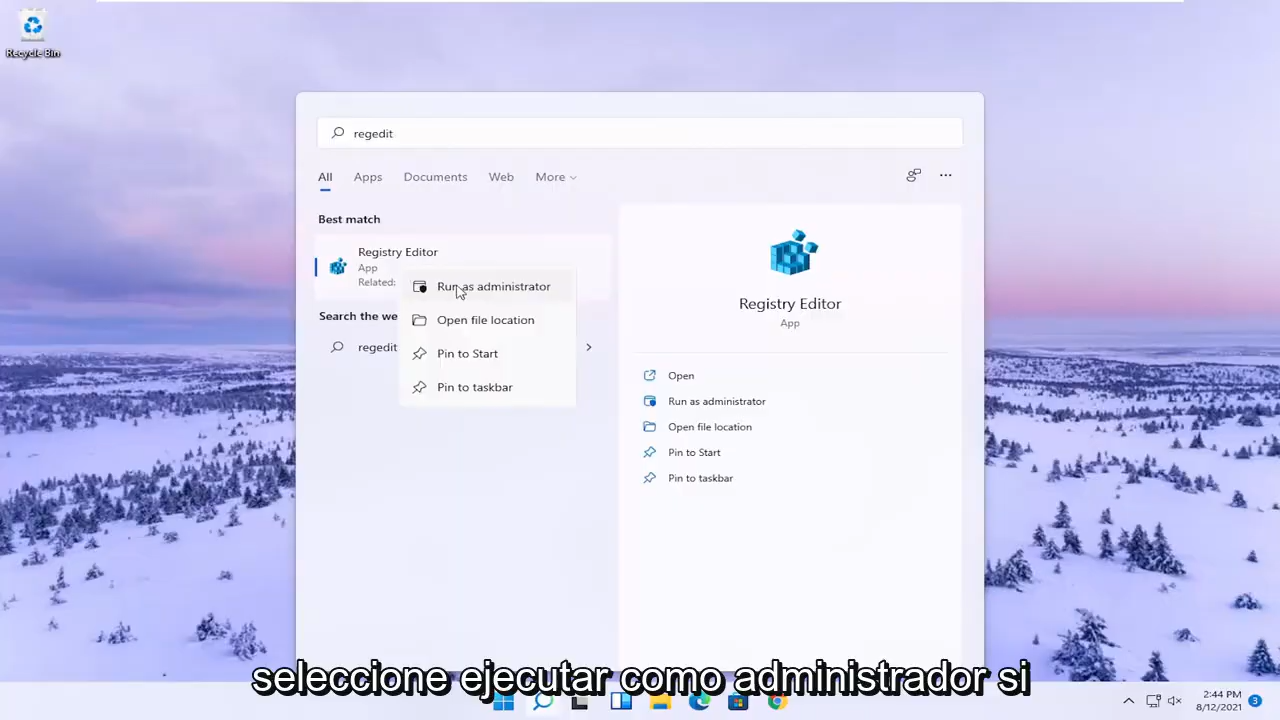 Recycle Bin
regedit
All Apps Documents Web More
Best match
Registry Editor
App
Related:
Run as administrator
Open file location
Pin to Start
Pin to taskbar
Search the we
regedit
Registry Editor
App
Open
Run as administrator
Open file location
Pin to Start
Pin to taskbar
seleccione ejecutar como administrador si
2:44 PM
8/12/2021
3